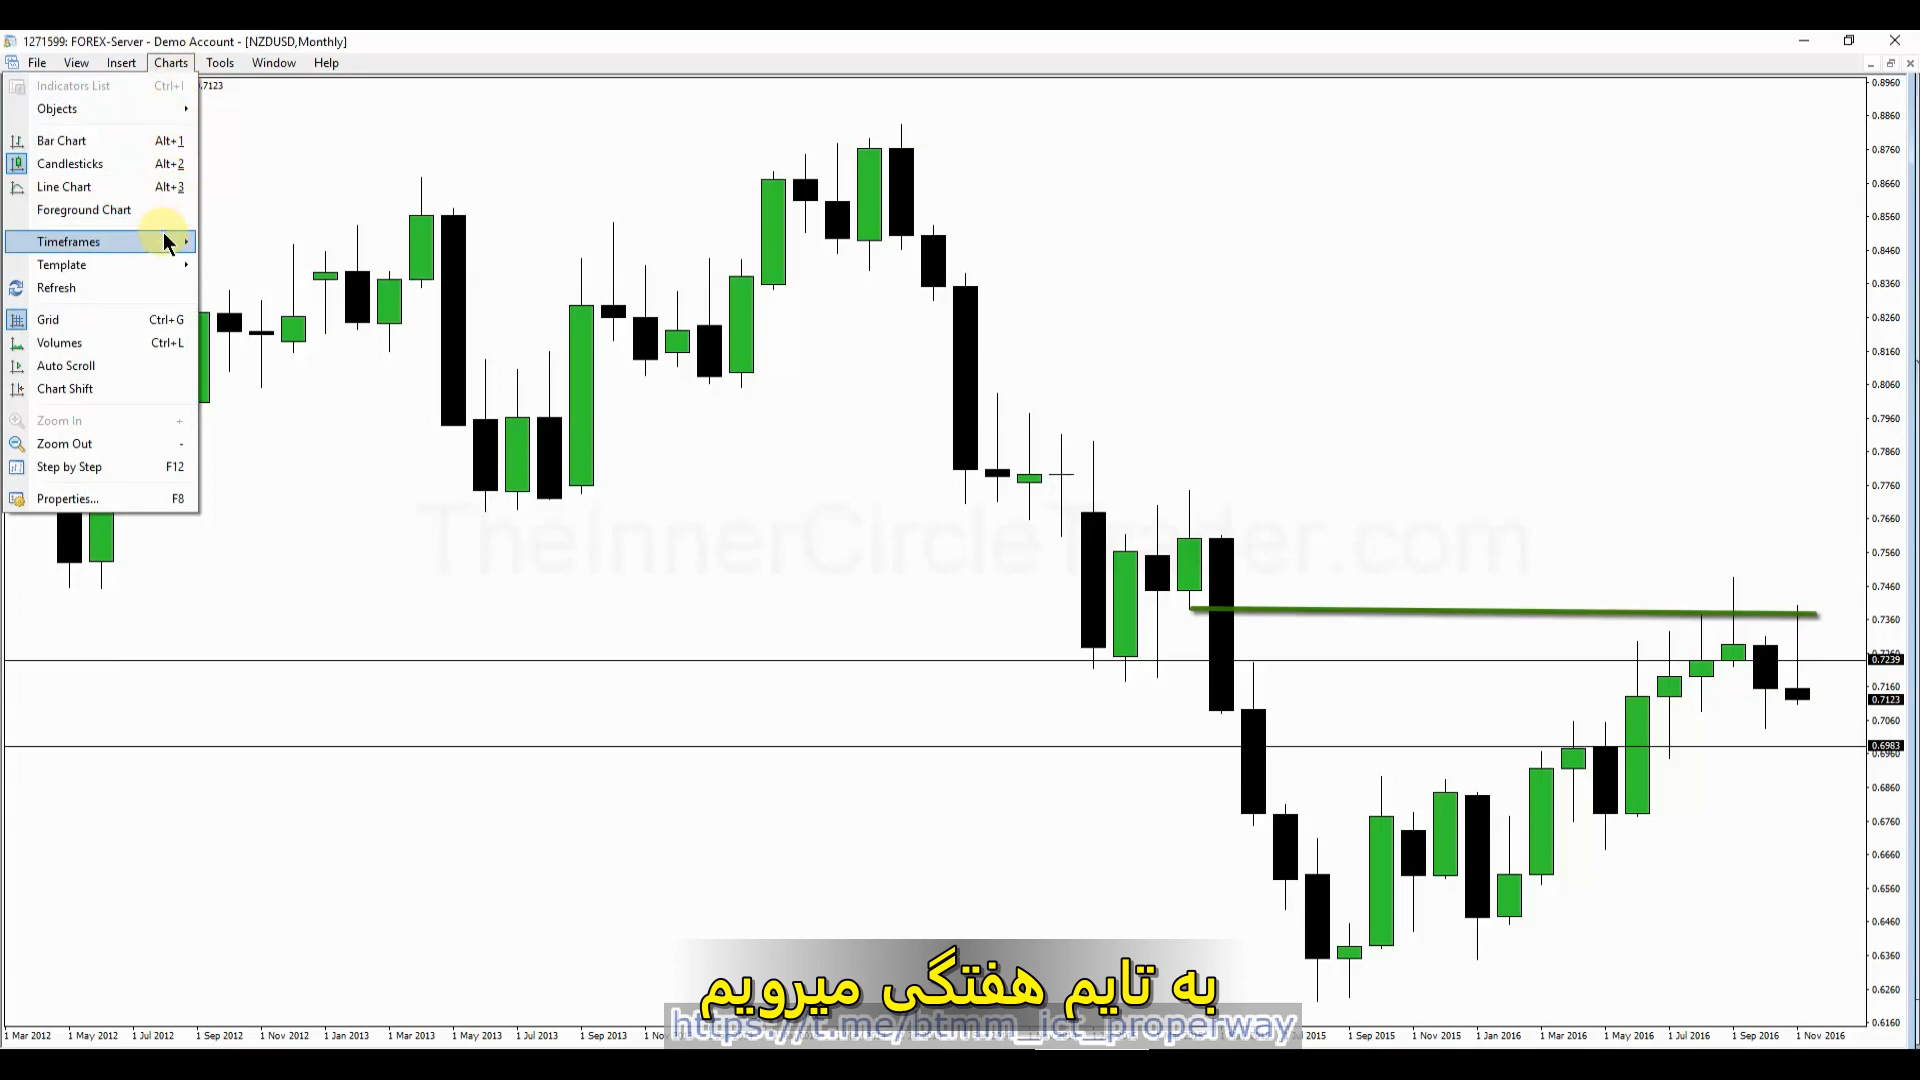 1271599: FOREX-Server - Demo Account - [NZDUSD,Monthly]
File View Insert Charts Tools Window Help
Indicators List Ctrl+I
.7123
Objects
Bar Chart Alt+1
Candlesticks Alt+2
Line Chart Alt+3
Foreground Chart
Timeframes
Template
Refresh
Grid Ctrl+G
Volumes Ctrl+L
Auto Scroll
Chart Shift
Zoom In +
Zoom Out -
Step by Step F12
Properties... F8
TheInnerCircleTrader.com
0.8960
0.8860
0.8760
0.8660
0.8560
0.8460
0.8360
0.8260
0.8160
0.8060
0.7960
0.7860
0.7760
0.7660
0.7560
0.7460
0.7360
0.7260
0.7239
0.7160
0.7123
0.7060
0.6983
0.6960
0.6860
0.6760
0.6660
0.6560
0.6460
0.6360
0.6260
0.6160
به تایم هفتگی میرویم
https://t.me/btmm_ict_properway
1 Mar 2012 1 May 2012 1 Jul 2012 1 Sep 2012 1 Nov 2012 1 Jan 2013 1 Mar 2013 1 May 2013 1 Jul 2013 1 Sep 2013 1 Nov 2015 1 Sep 2015 1 Nov 2015 1 Jan 2016 1 Mar 2016 1 May 2016 1 Jul 2016 1 Sep 2016 1 Nov 2016